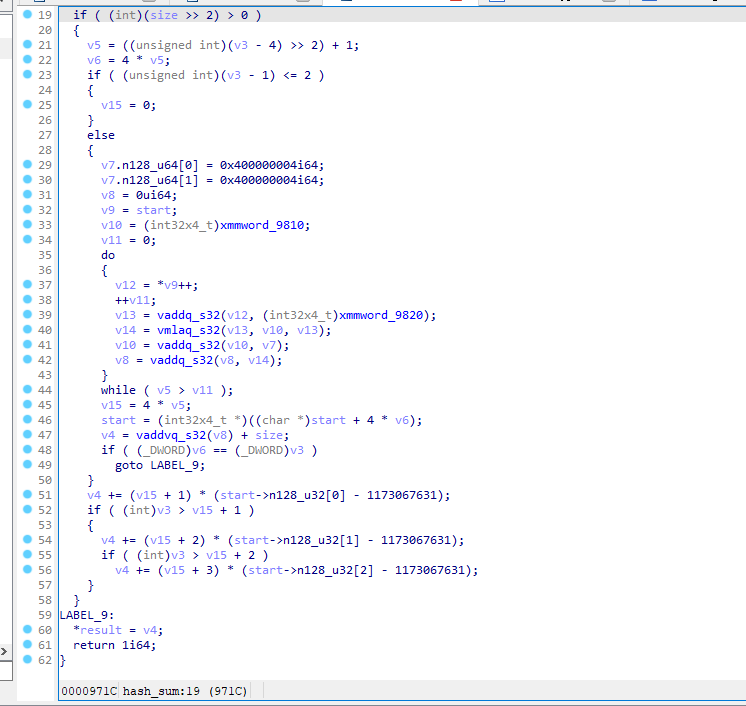 19 if ( (int)(size >> 2) > 0 )
20 {
21 v5 = ((unsigned int)(v3 - 4) >> 2) + 1;
22 v6 = 4 * v5;
23 if ( (unsigned int)(v3 - 1) <= 2 )
24 {
25 v15 = 0;
26 }
27 else
28 {
29 v7.n128_u64[0] = 0x400000004i64;
30 v7.n128_u64[1] = 0x400000004i64;
31 v8 = 0ui64;
32 v9 = start;
33 v10 = (int32x4_t)xmmword_9810;
34 v11 = 0;
35 do
36 {
37 v12 = *v9++;
38 ++v11;
39 v13 = vaddq_s32(v12, (int32x4_t)xmmword_9820);
40 v14 = vmlaq_s32(v13, v10, v13);
41 v10 = vaddq_s32(v10, v7);
42 v8 = vaddq_s32(v8, v14);
43 }
44 while ( v5 > v11 );
45 v15 = 4 * v5;
46 start = (int32x4_t *)((char *)start + 4 * v6);
47 v4 = vaddvq_s32(v8) + size;
48 if ( (_DWORD)v6 == (_DWORD)v3 )
49 goto LABEL_9;
50 }
51 v4 += (v15 + 1) * (start->n128_u32[0] - 1173067631);
52 if ( (int)v3 > v15 + 1 )
53 {
54 v4 += (v15 + 2) * (start->n128_u32[1] - 1173067631);
55 if ( (int)v3 > v15 + 2 )
56 v4 += (v15 + 3) * (start->n128_u32[2] - 1173067631);
57 }
58 }
59 LABEL_9:
60 *result = v4;
61 return 1i64;
62 }
0000971C hash_sum:19 (971C)